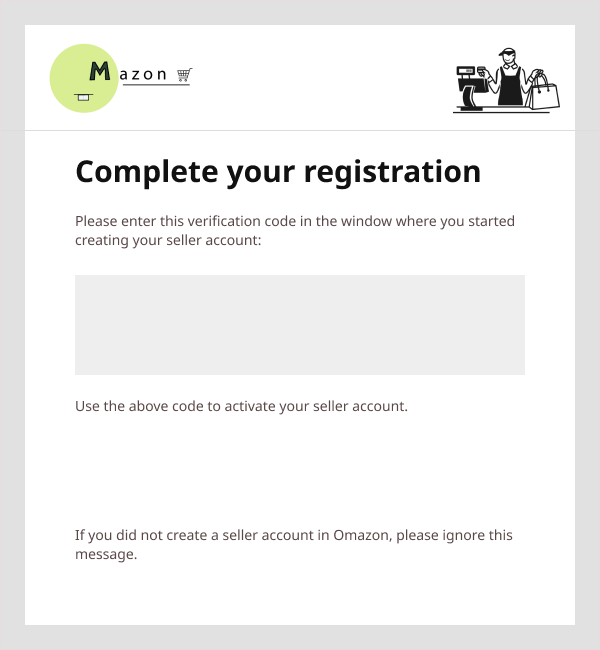 Mazon
Complete your registration
Please enter this verification code in the window where you started
creating your seller account:
Use the above code to activate your seller account.
If you did not create a seller account in Omazon, please ignore this
message.